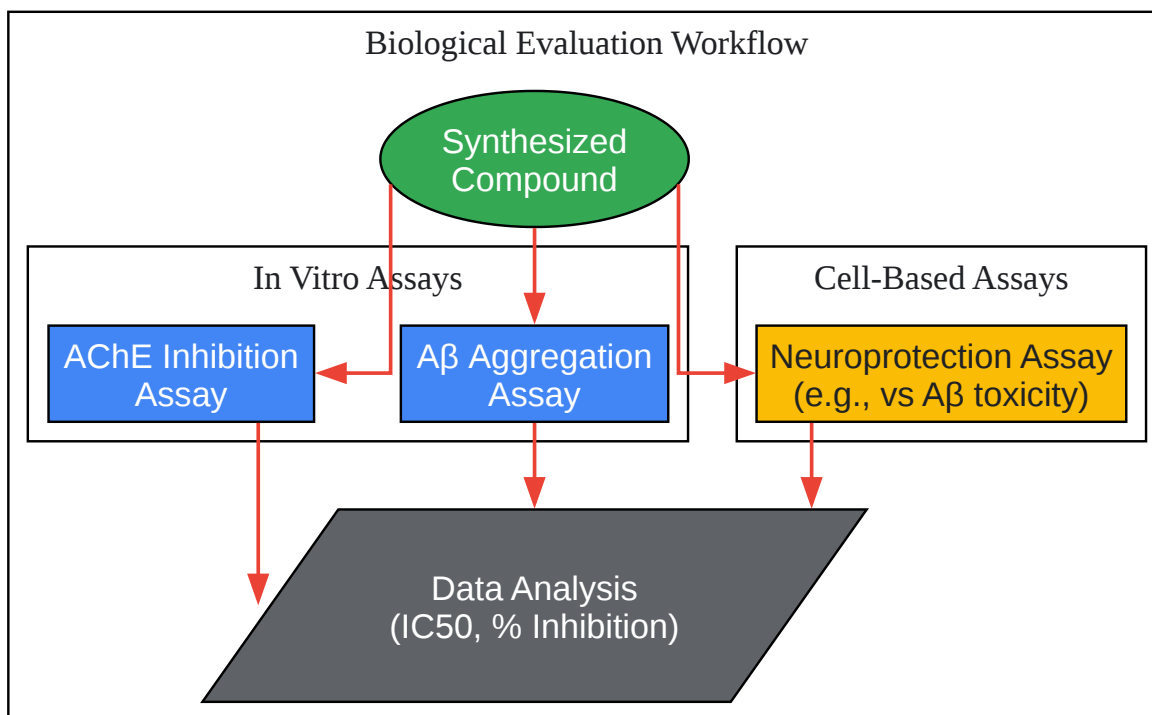 Biological Evaluation Workflow
Synthesized
Compound
In Vitro Assays
Cell-Based Assays
AChE Inhibition
Assay
Aβ Aggregation
Assay
Neuroprotection Assay
(e.g., vs Aβ toxicity)
Data Analysis
(IC50, % Inhibition)